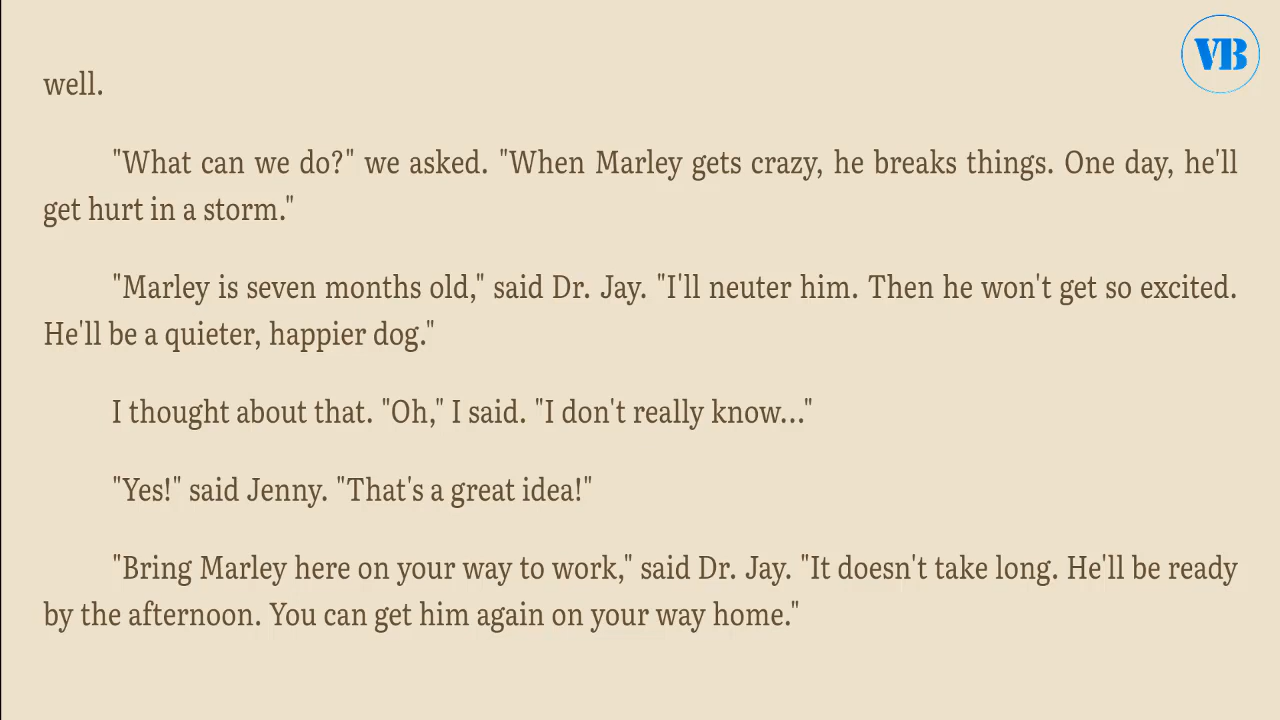 well.
"What can we do?" we asked. "When Marley gets crazy, he breaks things. One day, he'll
get hurt in a storm."
"Marley is seven months old," said Dr. Jay. "I'll neuter him. Then he won't get so excited.
He'll be a quieter, happier dog."
I thought about that. "Oh," I said. "I don't really know..."
"Yes!" said Jenny. "That's a great idea!"
"Bring Marley here on your way to work," said Dr. Jay. "It doesn't take long. He'll be ready
by the afternoon. You can get him again on your way home."
VB